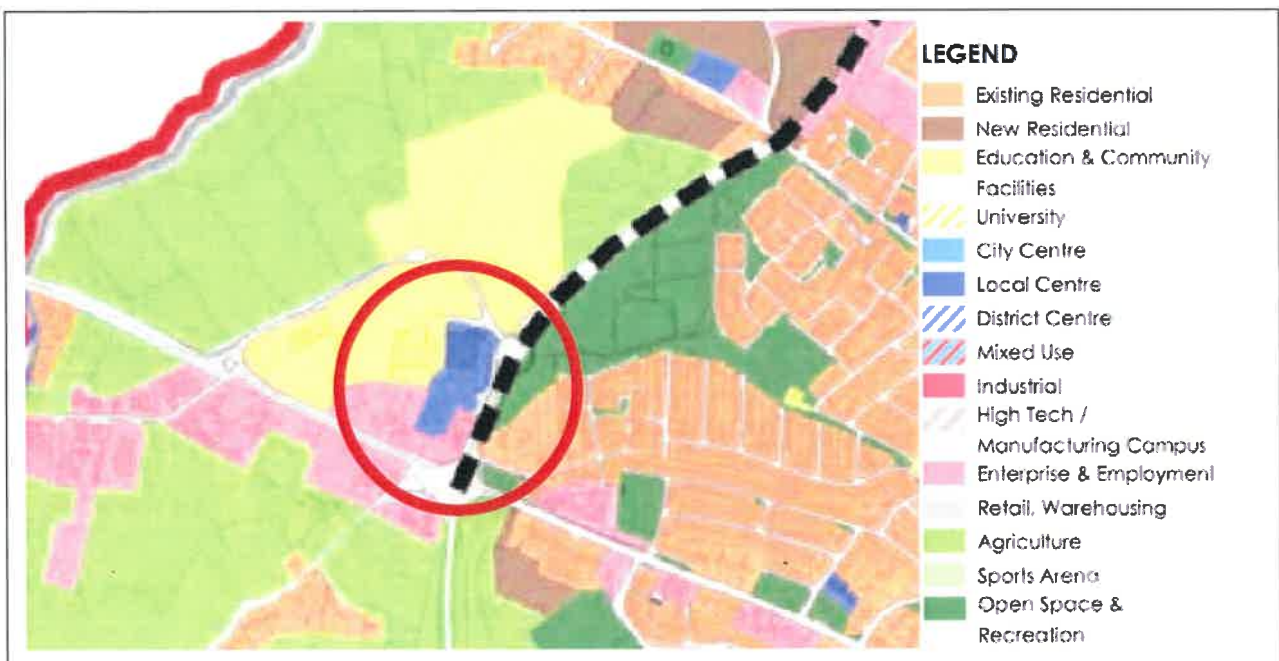 LEGEND
Existing Residential
New Residential
Education & Community
Facilities
University
City Centre
Local Centre
District Centre
Mixed Use
Industrial
High Tech /
Manufacturing Campus
Enterprise & Employment
Retail, Warehousing
Agriculture
Sports Arena
Open Space &
Recreation